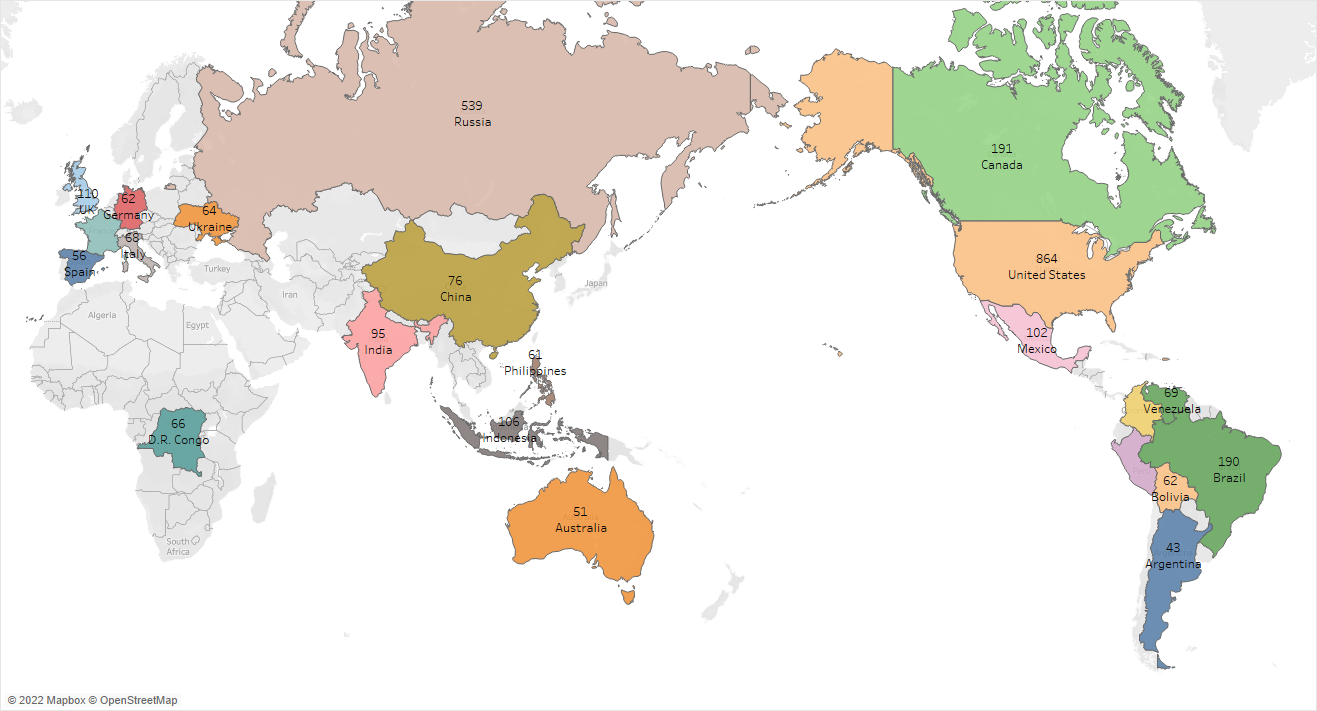 539
Russia
191
Canada
110
UK
62
Germany
64
Ukraine
68
Italy
56
Spain
France
Turkey
864
United States
Iran
Japan
76
China
Algeria
Egypt
95
India
102
Mexico
61
Philippines
69
Venezuela
66
D.R. Congo
106
Indonesia
190
Brazil
62
Bolivia
51
Australia
South
Africa
43
Argentina
© 2022 Mapbox © OpenStreetMap